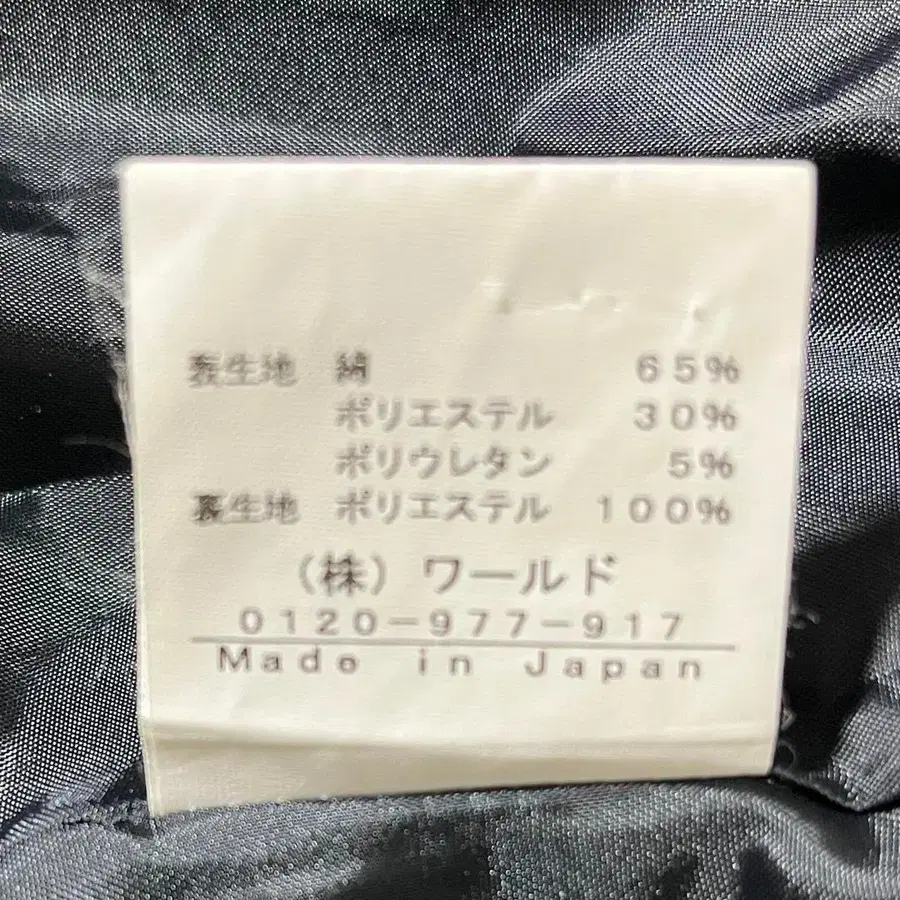 表生地 綿 65%
ポリエステル 30%
ポリウレタン 5%
裏生地 ポリエステル 100%
(株) ワールド
0120-977-917
Made in Japan